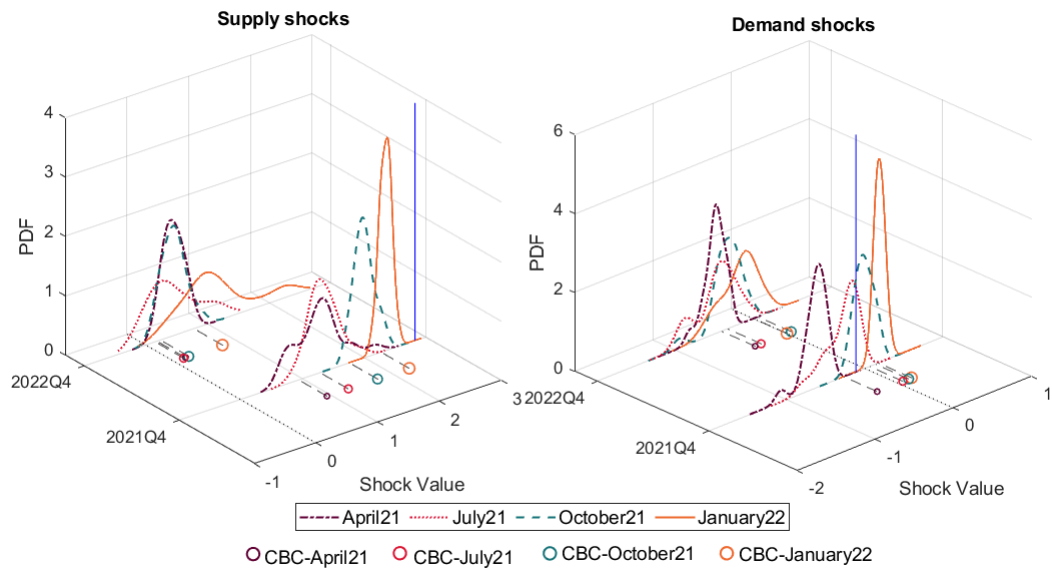 Supply shocks
Demand shocks
4
3
2
1
0
PDF
2022Q4
2021Q4
-1
0
1
2
3
Shock Value
6
4
2
0
PDF
2022Q4
2021Q4
-2
-1
0
1
Shock Value
April21 July21 October21 January22
CBC-April21 CBC-July21 CBC-October21 CBC-January22